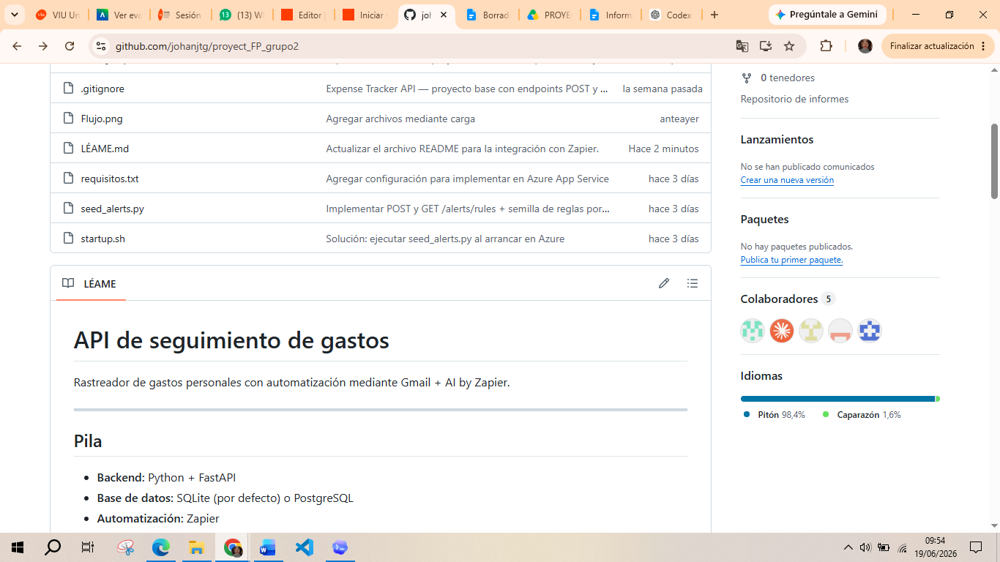 VIU Un
Ver eva
Sesión
(13) W
Editor |
Iniciar
jol
Borrad
PROYE
Inform
Codex
Pregúntale a Gemini
github.com/johanjtg/proyect_FP_grupo2
Finalizar actualización
.gitignore Expense Tracker API — proyecto base con endpoints POST y ... la semana pasada
Flujo.png Agregar archivos mediante carga anteayer
LÉAME.md Actualizar el archivo README para la integración con Zapier. Hace 2 minutos
requisitos.txt Agregar configuración para implementar en Azure App Service hace 3 días
seed_alerts.py Implementar POST y GET /alerts/rules + semilla de reglas por... hace 3 días
startup.sh Solución: ejecutar seed_alerts.py al arrancar en Azure hace 3 días
LÉAME
API de seguimiento de gastos
Rastreador de gastos personales con automatización mediante Gmail + AI by Zapier.
Pila
Backend: Python + FastAPI
Base de datos: SQLite (por defecto) o PostgreSQL
Automatización: Zapier
0 tenedores
Repositorio de informes
Lanzamientos
No se han publicado comunicados
Crear una nueva versión
Paquetes
No hay paquetes publicados.
Publica tu primer paquete.
Colaboradores 5
Idiomas
Pitón 98,4% Caparazón 1,6%
09:54
19/06/2026